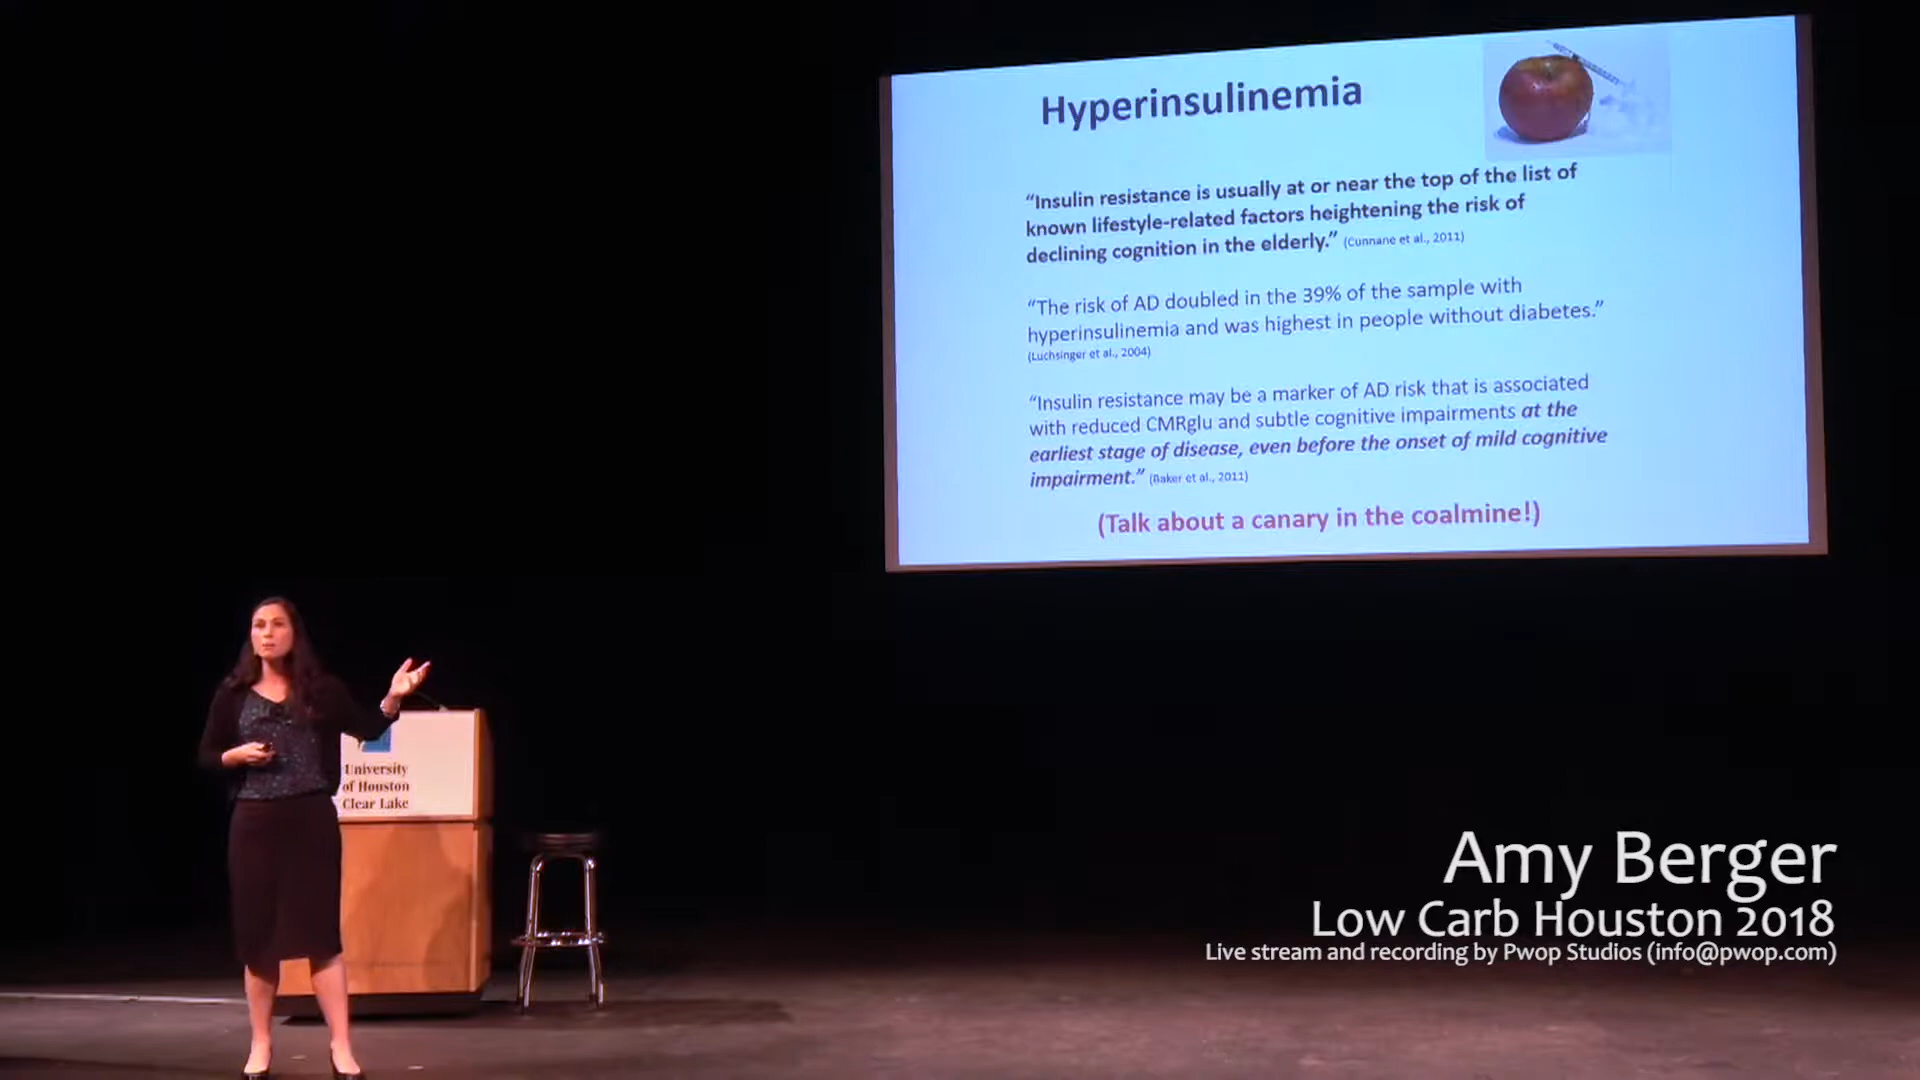 Hyperinsulinemia
“Insulin resistance is usually at or near the top of the list of
known lifestyle-related factors heightening the risk of
declining cognition in the elderly.” (Cunnane et al., 2011)
“The risk of AD doubled in the 39% of the sample with
hyperinsulinemia and was highest in people without diabetes.”
(Luchsinger et al., 2004)
“Insulin resistance may be a marker of AD risk that is associated
with reduced CMRglu and subtle cognitive impairments at the
earliest stage of disease, even before the onset of mild cognitive
impairment.” (Baker et al., 2011)
(Talk about a canary in the coalmine!)
University
of Houston
Clear Lake
Amy Berger
Low Carb Houston 2018
Live stream and recording by Pwop Studios (info@pwop.com)